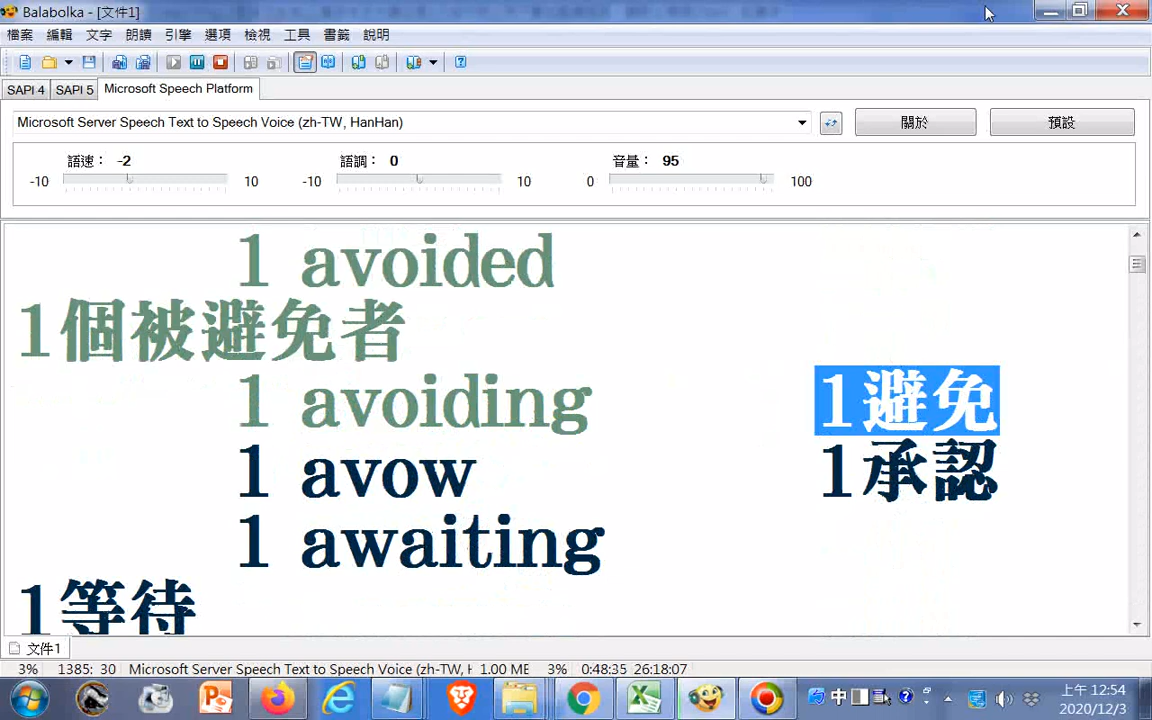 Balabolka - [文件1]
檔案 編輯 文字 朗讀 引擎 選項 檢視 工具 書籤 說明
SAPI 4 SAPI 5 Microsoft Speech Platform
Microsoft Server Speech Text to Speech Voice (zh-TW, HanHan) 關於 預設
語速： -2 語調： 0 音量： 95
-10 10 -10 10 0 100
1 avoided
1個被避免者
1 avoiding 1避免
1 avow 1承認
1 awaiting
1等待
文件1
3% 1385: 30 Microsoft Server Speech Text to Speech Voice (zh-TW, H 1.00 ME 3% 0:48:35 26:18:07
中 上午 12:54
2020/12/3